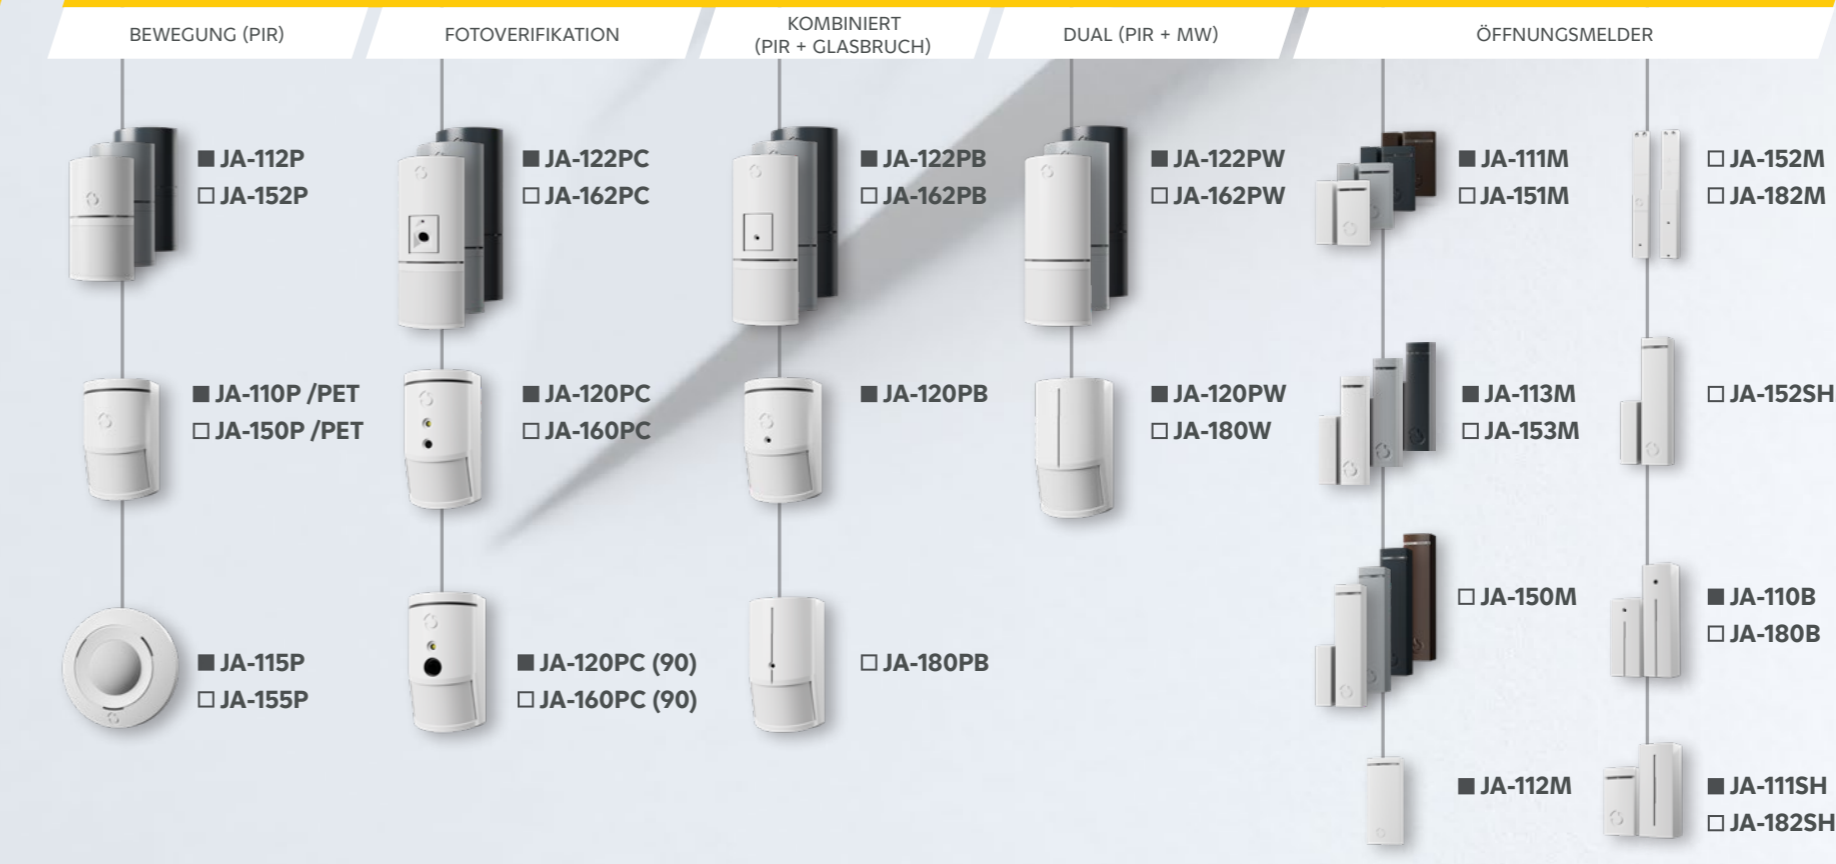 BEWEGUNG (PIR)
■ JA-112P
□ JA-152P
■ JA-110P /PET
□ JA-150P /PET
■ JA-115P
□ JA-155P
FOTOVERIFIKATION
■ JA-122PC
□ JA-162PC
■ JA-120PC
□ JA-160PC
■ JA-120PC (90)
□ JA-160PC (90)
KOMBINIERT
(PIR + GLASBRUCH)
■ JA-122PB
□ JA-162PB
■ JA-120PB
□ JA-180PB
DUAL (PIR + MW)
■ JA-122PW
□ JA-162PW
■ JA-120PW
□ JA-180W
ÖFFNUNGSMELDER
■ JA-111M
□ JA-151M
■ JA-113M
□ JA-153M
□ JA-150M
■ JA-112M
□ JA-152M
□ JA-182M
□ JA-152SH
■ JA-110B
□ JA-180B
■ JA-111SH
□ JA-182SH